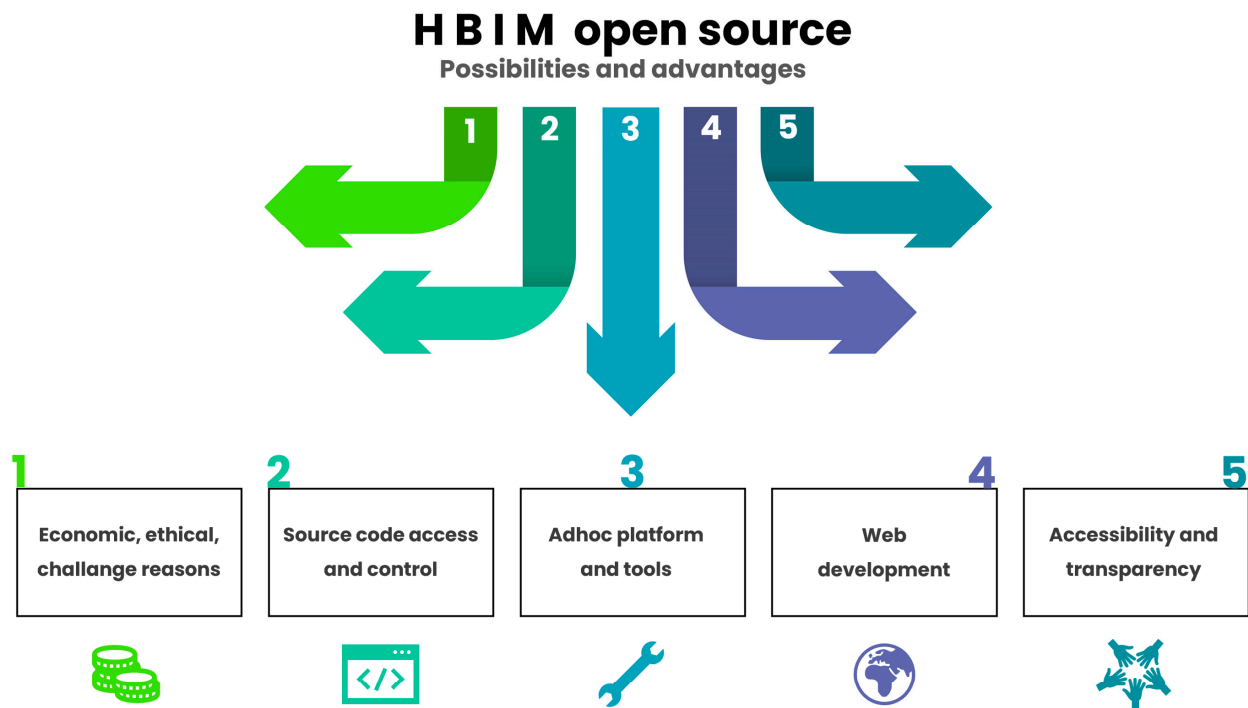 H B I M open source
Possibilities and advantages
1
2
3
4
5
1
2
3
4
5
Economic, ethical,
challange reasons
Source code access
and control
Adhoc platform
and tools
Web
development
Accessibility and
transparency
</>